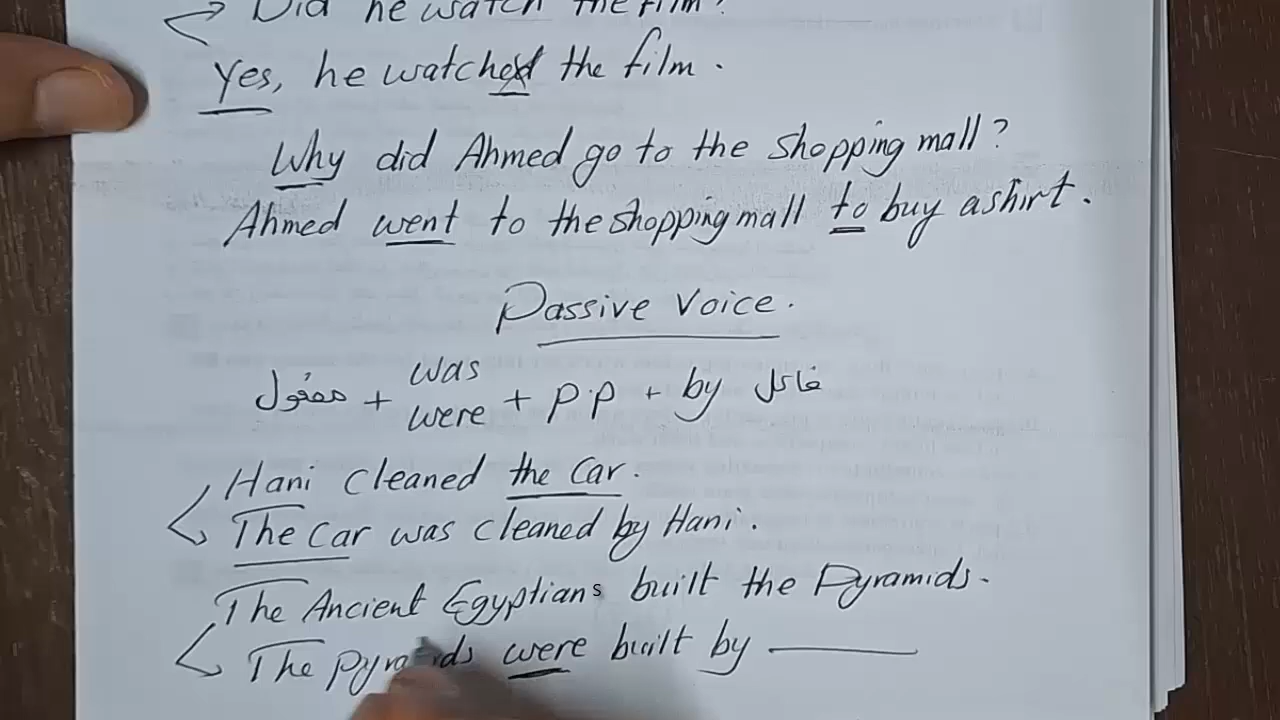 Did he watch the film?
Yes, he watched the film.
Why did Ahmed go to the shopping mall?
Ahmed went to the shopping mall to buy a shirt.
Passive Voice.
مفعول + was were + p.p + by فاعل
Hani cleaned the Car.
The Car was cleaned by Hani.
The Ancient Egyptians built the Pyramids.
The pyramids were built by